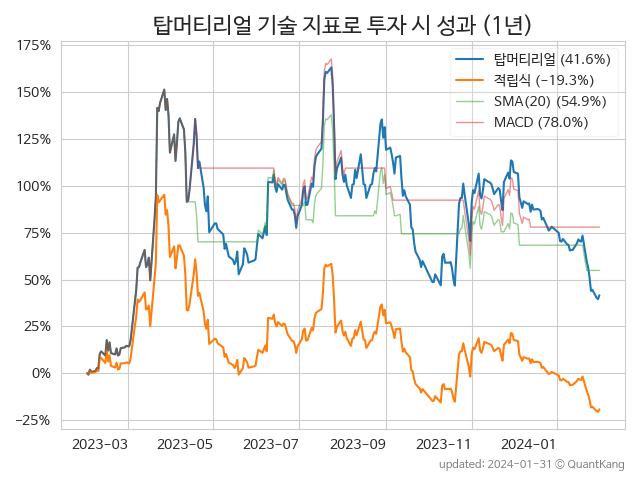 탑머티리얼 기술 지표로 투자 시 성과 (1년)
175%
150%
125%
100%
75%
50%
25%
0%
−25%
탑머티리얼 (41.6%)
적립식 (−19.3%)
SMA(20) (54.9%)
MACD (78.0%)
2023-03
2023-05
2023-07
2023-09
2023-11
2024-01
updated: 2024-01-31 © QuantKang